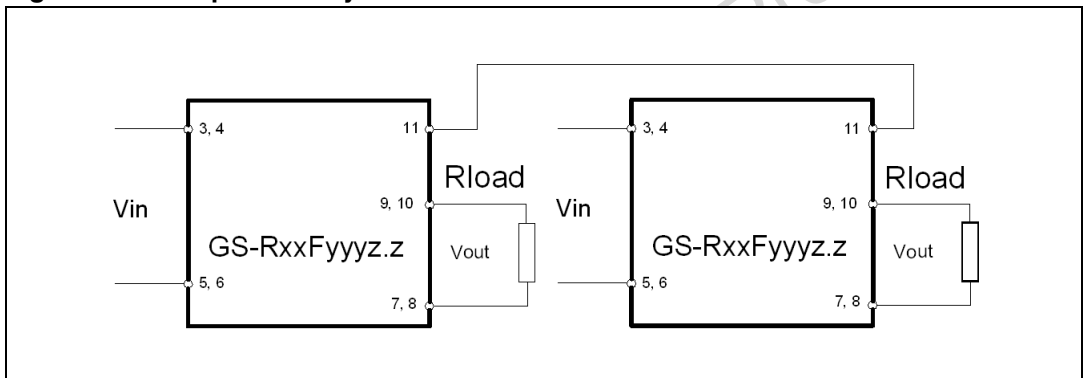 3, 4
11
Rload
Vin
9, 10
GS-RxxFyyyz.z
Vout
5, 6
7, 8
3, 4
11
Rload
Vin
9, 10
GS-RxxFyyyz.z
Vout
5, 6
7, 8